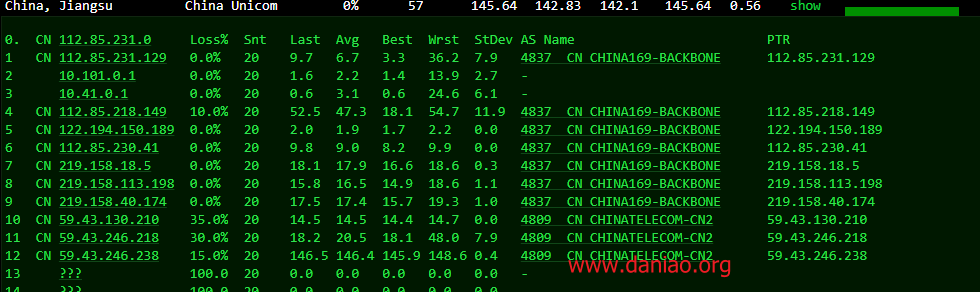 China, Jiangsu China Unicom 0% 57 145.64 142.83 142.1 145.64 0.56 show
0. CN 112.85.231.0 Loss% Snt Last Avg Best Wrst StDev AS Name PTR
1 CN 112.85.231.129 0.0% 20 9.7 6.7 3.3 36.2 7.9 4837 CN CHINA169-BACKBONE 112.85.231.129
2 10.101.0.1 0.0% 20 1.6 2.2 1.4 13.9 2.7 -
3 10.41.0.1 0.0% 20 0.6 3.1 0.6 24.6 6.1 -
4 CN 112.85.218.149 10.0% 20 52.5 47.3 18.1 54.7 11.9 4837 CN CHINA169-BACKBONE 112.85.218.149
5 CN 122.194.150.189 0.0% 20 2.0 1.9 1.7 2.2 0.0 4837 CN CHINA169-BACKBONE 122.194.150.189
6 CN 112.85.230.41 0.0% 20 9.8 9.0 8.2 9.9 0.0 4837 CN CHINA169-BACKBONE 112.85.230.41
7 CN 219.158.18.5 0.0% 20 18.1 17.9 16.6 18.6 0.3 4837 CN CHINA169-BACKBONE 219.158.18.5
8 CN 219.158.113.198 0.0% 20 15.8 16.5 14.9 18.6 1.1 4837 CN CHINA169-BACKBONE 219.158.113.198
9 CN 219.158.40.174 0.0% 20 17.5 17.4 15.7 19.3 1.0 4837 CN CHINA169-BACKBONE 219.158.40.174
10 CN 59.43.130.210 35.0% 20 14.5 14.5 14.4 14.7 0.0 4809 CN CHINATELECOM-CN2 59.43.130.210
11 CN 59.43.246.218 30.0% 20 18.2 20.5 18.1 48.0 7.9 4809 CN CHINATELECOM-CN2 59.43.246.218
12 CN 59.43.246.238 15.0% 20 146.5 146.4 145.9 148.6 0.4 4809 CN CHINATELECOM-CN2 59.43.246.238
www.daniao.org
13 ??? 100.0 20 0.0 0.0 0.0 0.0 0.0 -
14 ??? 100.0 20 0.0 0.0 0.0 0.0 0.0 -